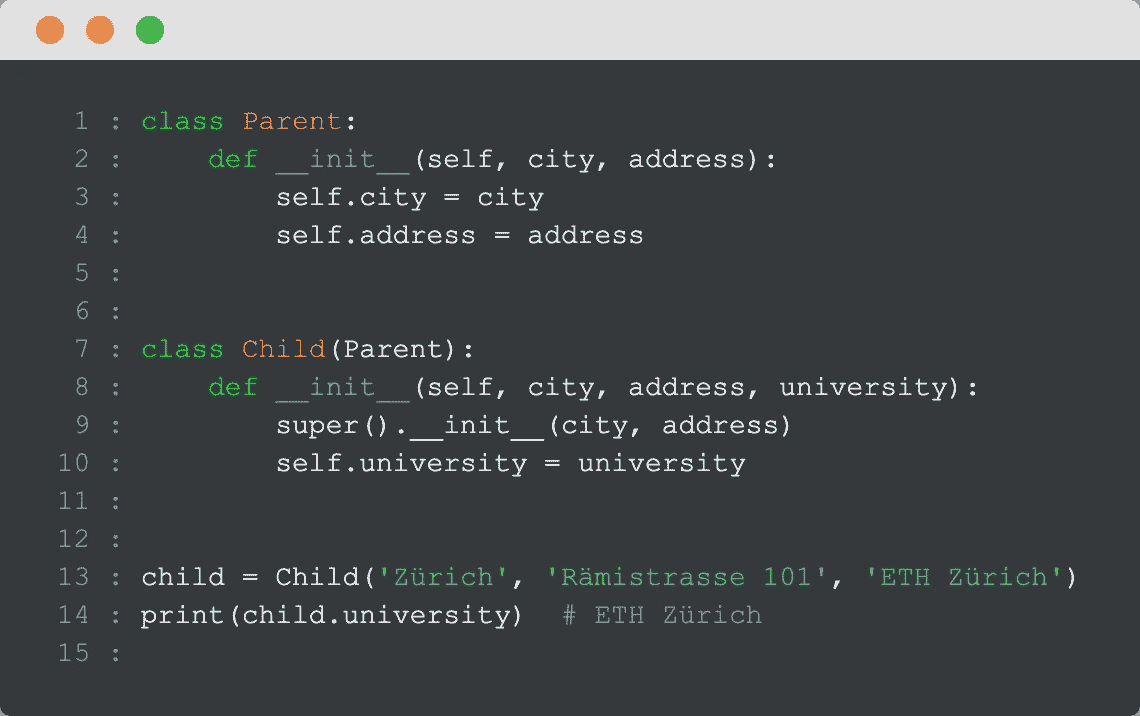 1 : class Parent:
2 :     def __init__(self, city, address):
3 :         self.city = city
4 :         self.address = address
5 :
6 :
7 : class Child(Parent):
8 :     def __init__(self, city, address, university):
9 :         super().__init__(city, address)
10 :         self.university = university
11 :
12 :
13 : child = Child('Zürich', 'Rämistrasse 101', 'ETH Zürich')
14 : print(child.university)  # ETH Zürich
15 :